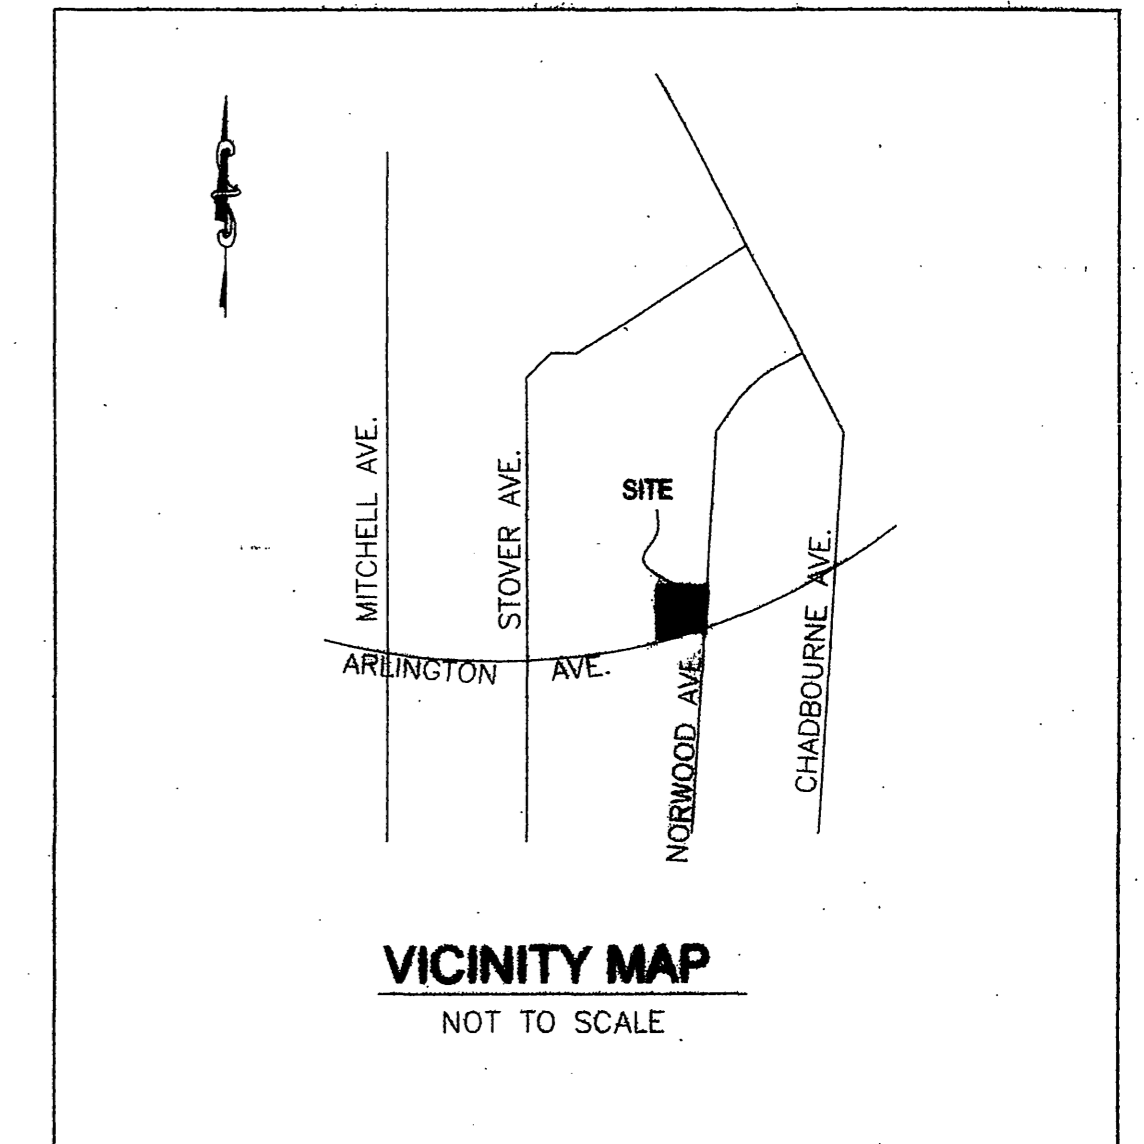 MITCHELL AVE.
STOVER AVE.
SITE
ARLINGTON AVE.
NORWOOD AVE.
CHADBOURNE AVE.
VICINITY MAP
NOT TO SCALE